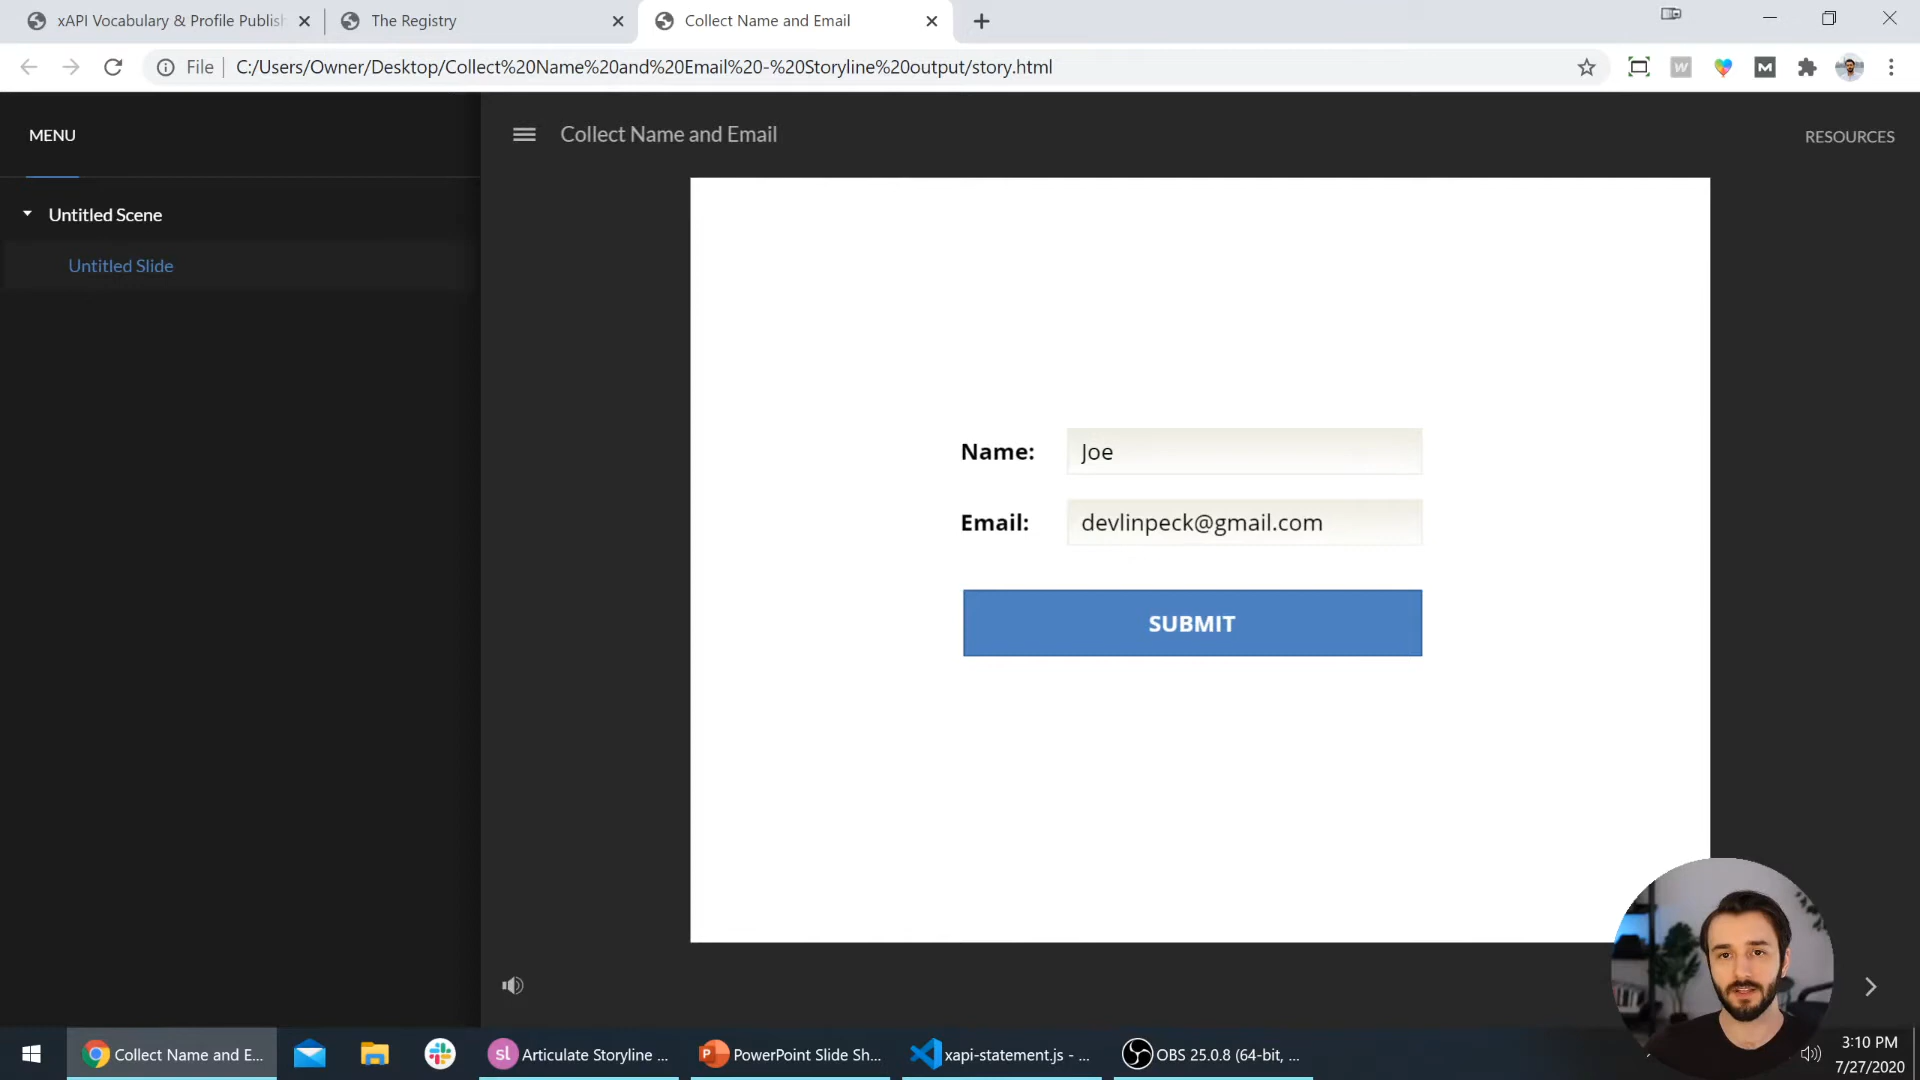 xAPI Vocabulary & Profile Publish
The Registry
Collect Name and Email
File
C:/Users/Owner/Desktop/Collect%20Name%20and%20Email%20-%20Storyline%20output/story.html
MENU
Collect Name and Email
RESOURCES
Untitled Scene
Untitled Slide
Name:
Joe
Email:
devlinpeck@gmail.com
SUBMIT
Collect Name and E...
sl
Articulate Storyline ...
PowerPoint Slide Sh...
xapi-statement.js - ...
OBS 25.0.8 (64-bit, ...
3:10 PM
7/27/2020